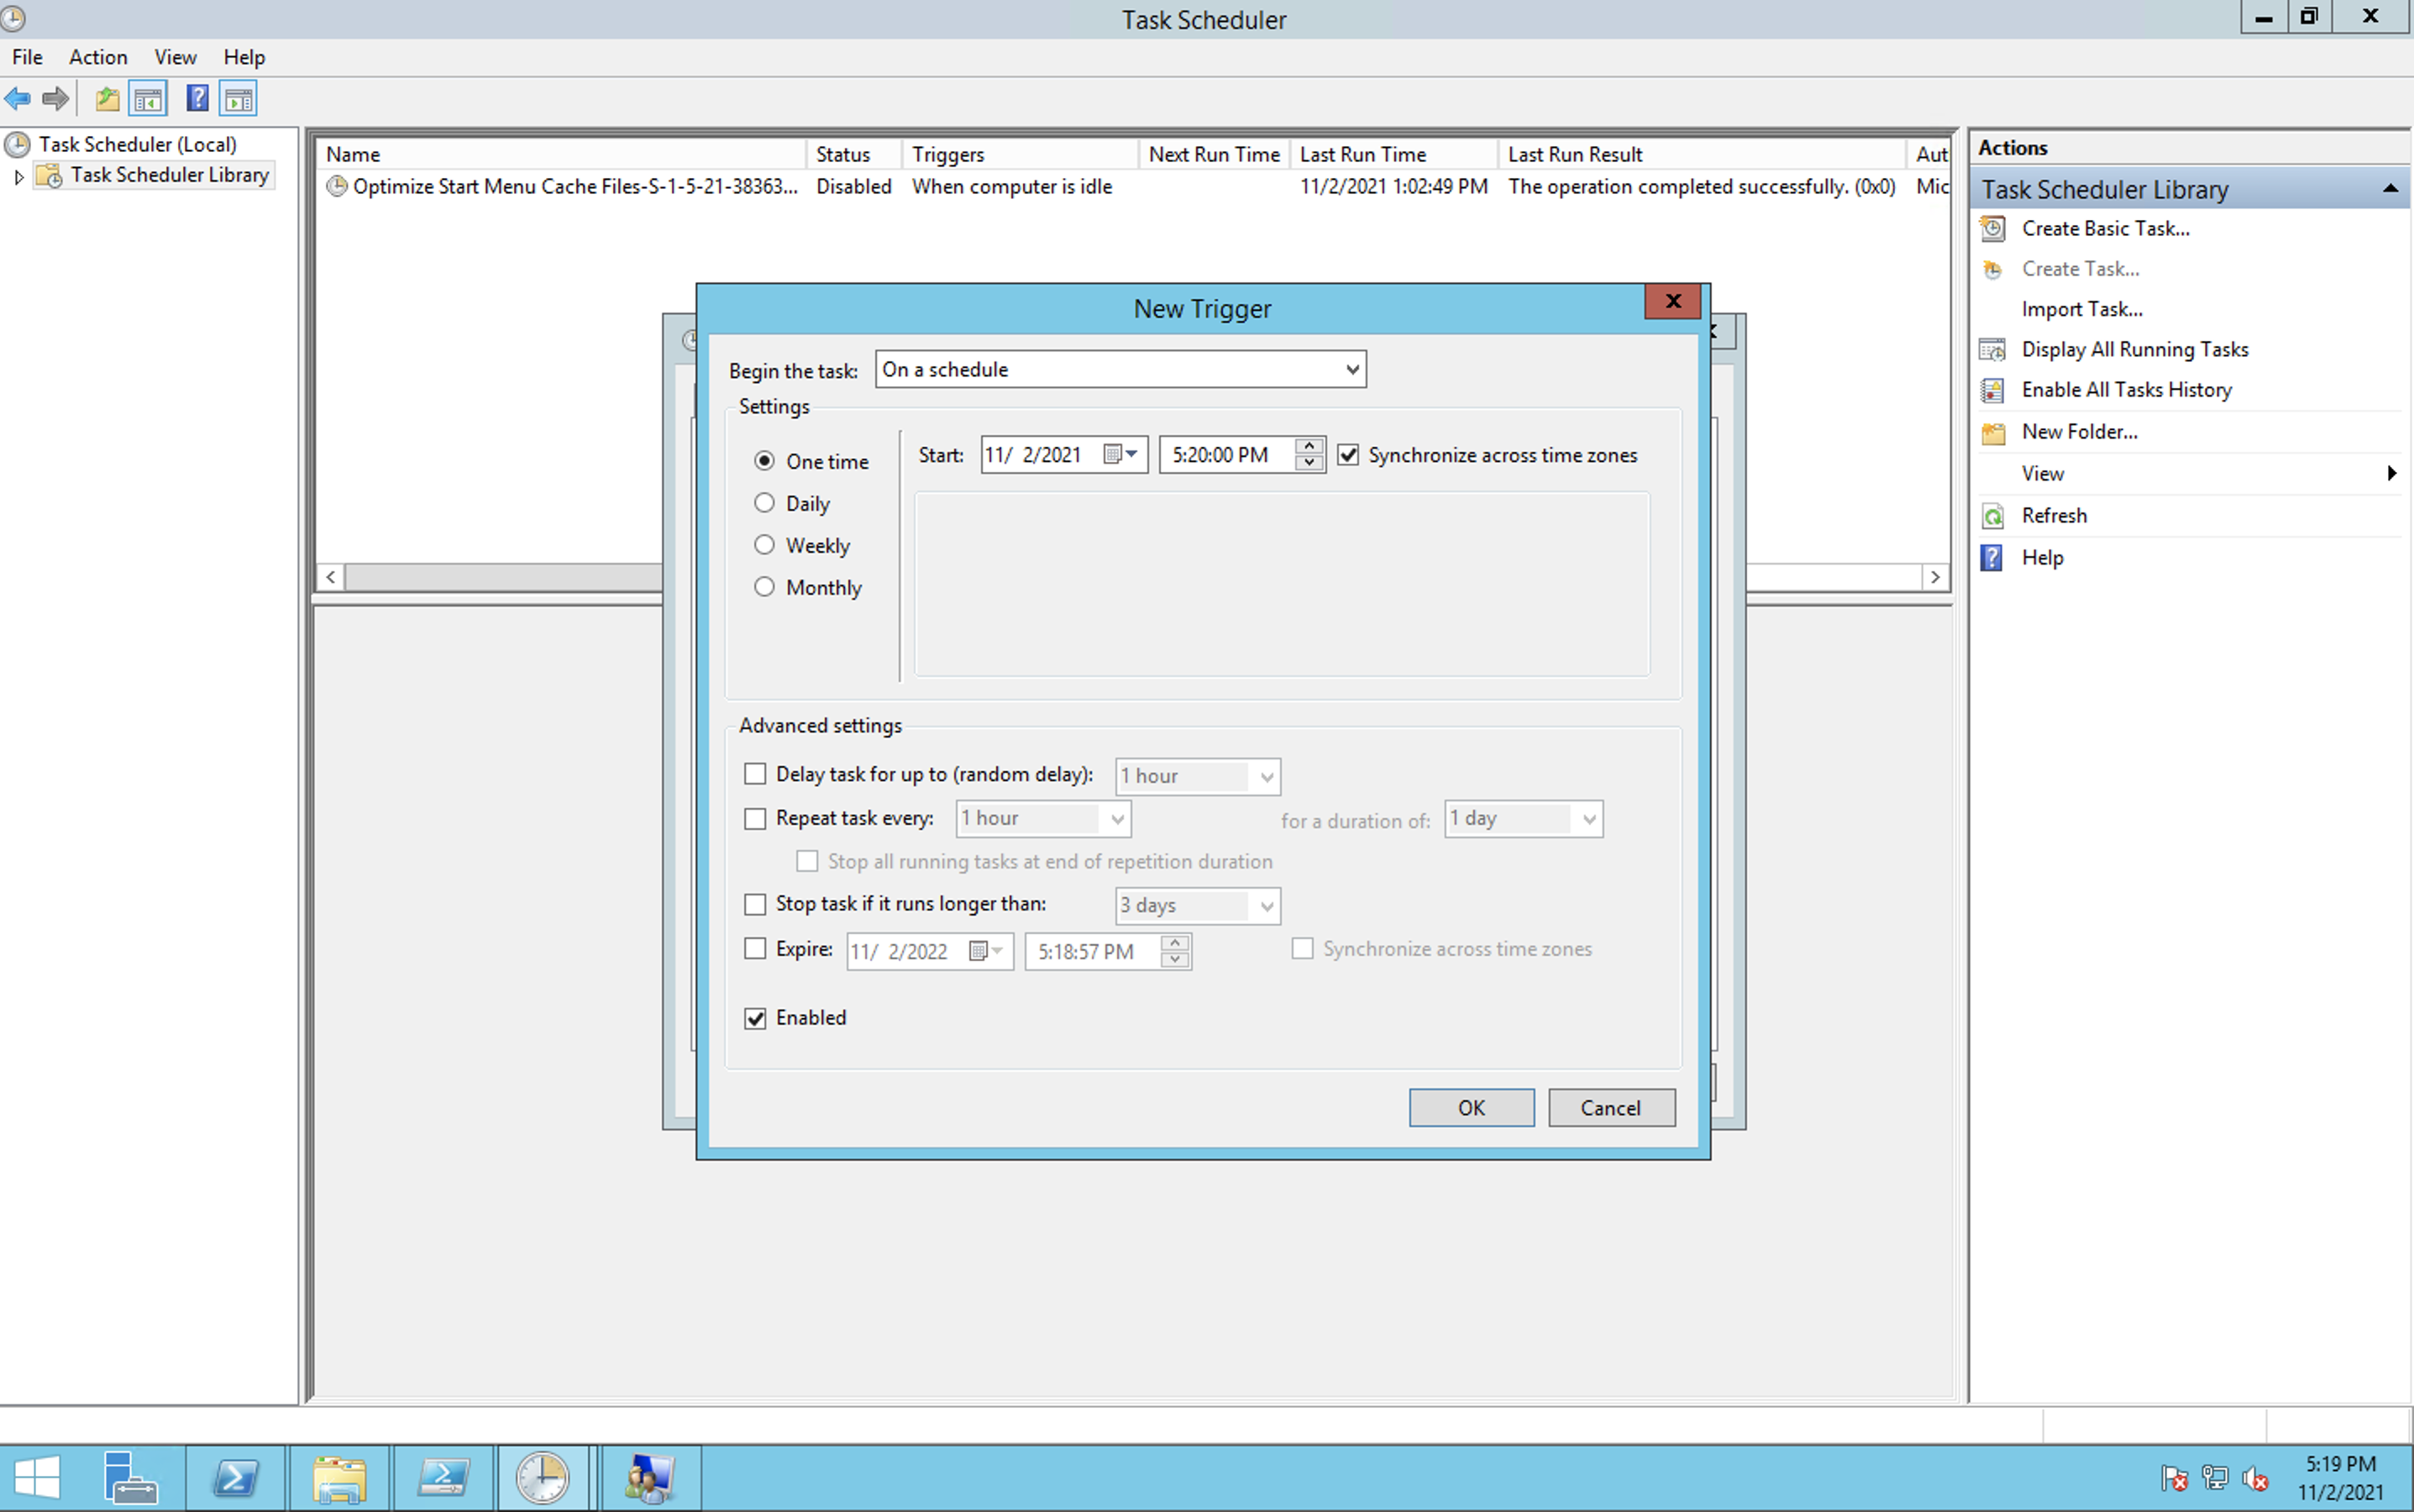 Task Scheduler
File Action View Help
Task Scheduler (Local)
Task Scheduler Library
Name Status Triggers Next Run Time Last Run Time Last Run Result Aut
Optimize Start Menu Cache Files-S-1-5-21-38363... Disabled When computer is idle 11/2/2021 1:02:49 PM The operation completed successfully. (0x0) Mic
Actions
Task Scheduler Library
Create Basic Task...
Create Task...
Import Task...
Display All Running Tasks
Enable All Tasks History
New Folder...
View
Refresh
Help
New Trigger
Begin the task: On a schedule
Settings
One time
Daily
Weekly
Monthly
Start: 11/ 2/2021 5:20:00 PM Synchronize across time zones
Advanced settings
Delay task for up to (random delay): 1 hour
Repeat task every: 1 hour for a duration of: 1 day
Stop all running tasks at end of repetition duration
Stop task if it runs longer than: 3 days
Expire: 11/ 2/2022 5:18:57 PM Synchronize across time zones
Enabled
OK Cancel
5:19 PM
11/2/2021